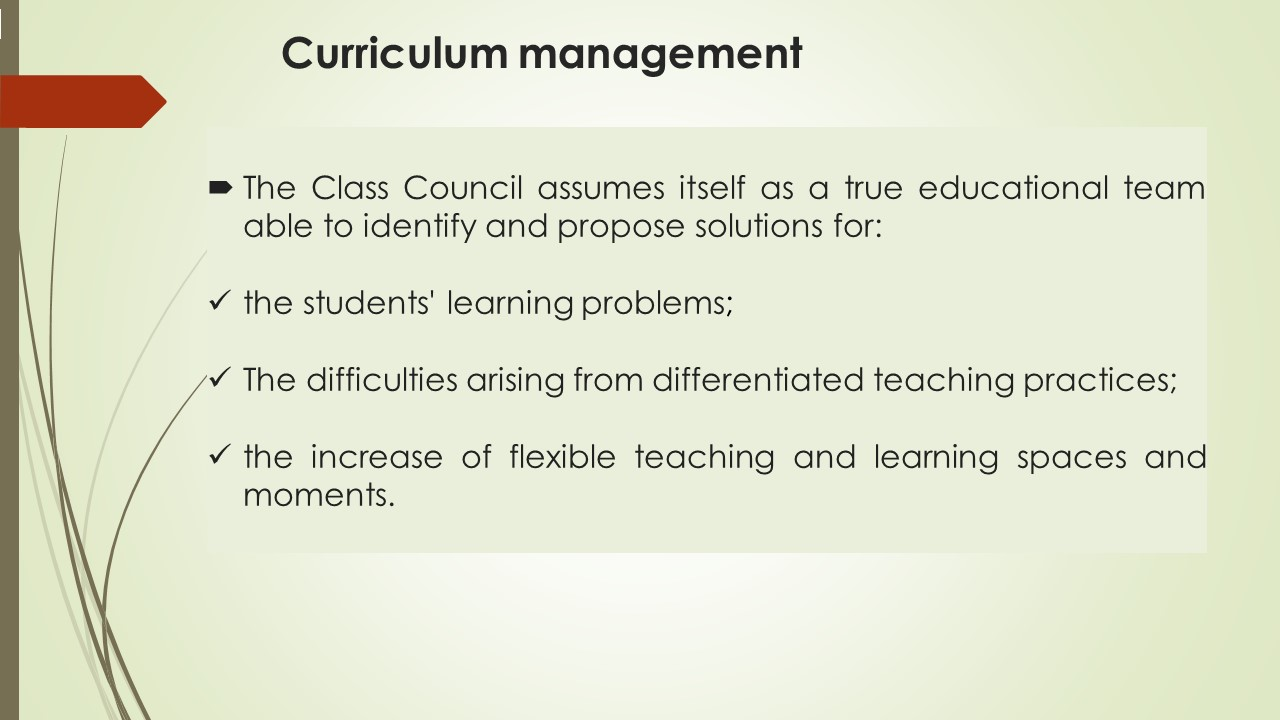 Curriculum management
The Class Council assumes itself as a true educational team
able to identify and propose solutions for:
✓ the students' learning problems;
✓ The difficulties arising from differentiated teaching practices;
✓ the increase of flexible teaching and learning spaces and
moments.